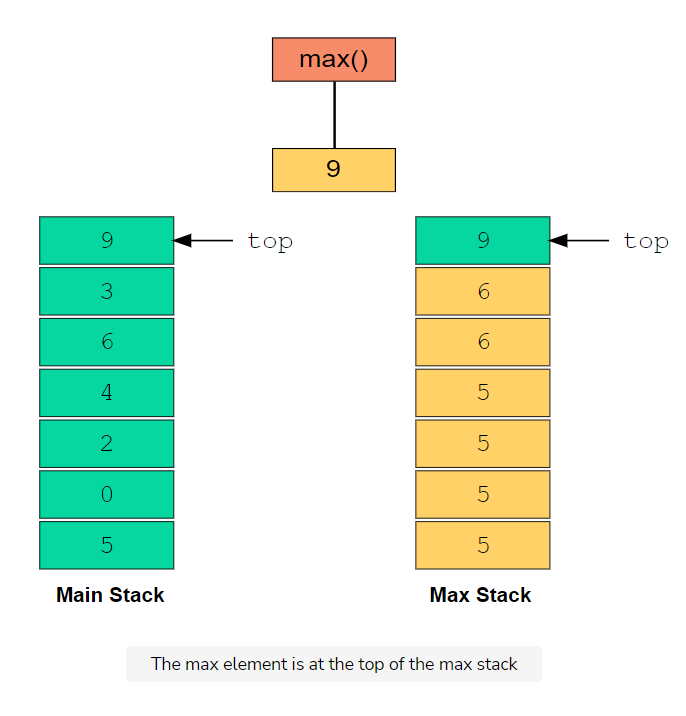 max()
9
9 top 9 top
3 6
6 6
4 5
2 5
0 5
5 5
Main Stack Max Stack
The max element is at the top of the max stack